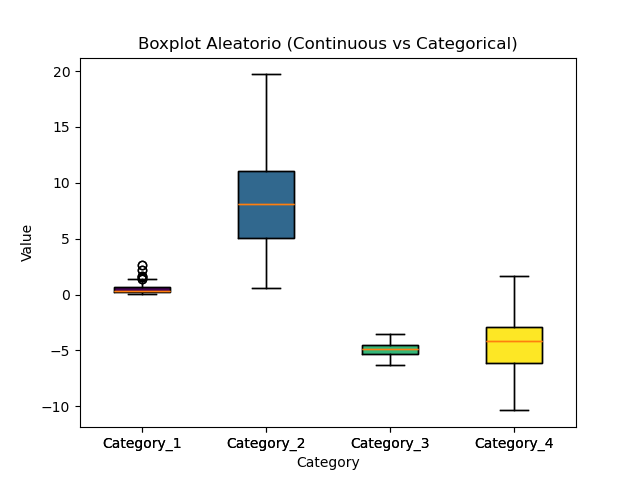 Boxplot Aleatorio (Continuous vs Categorical)
Value
20
15
10
5
0
−5
−10
Category_1 Category_2 Category_3 Category_4
Category